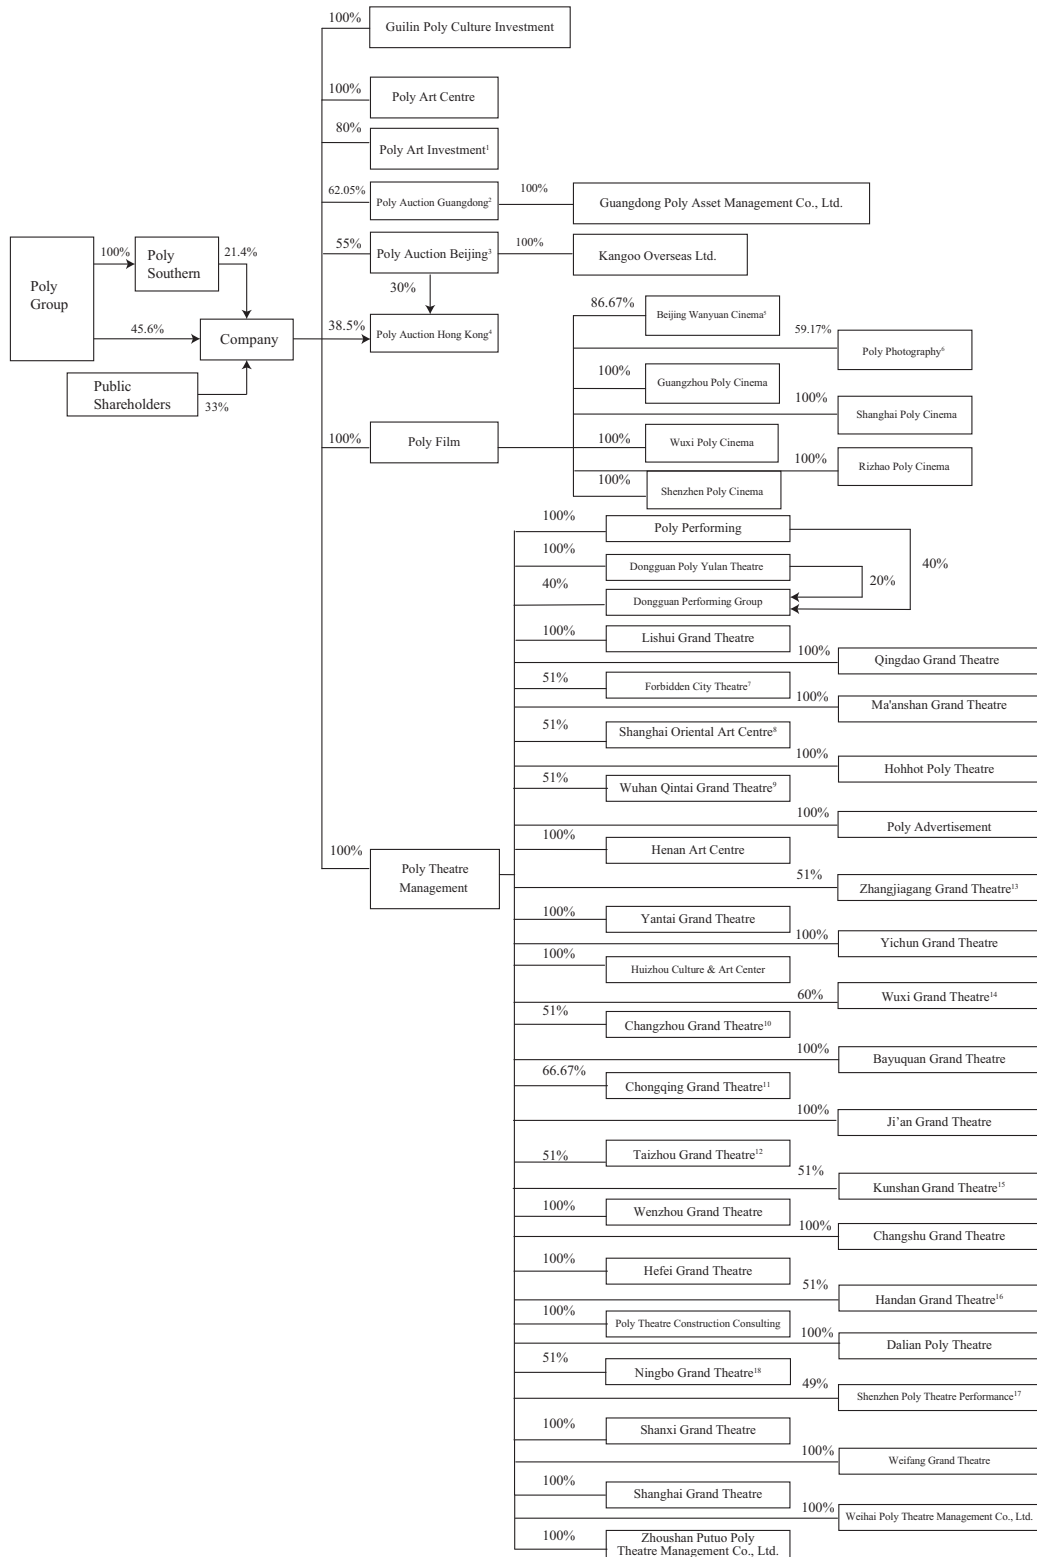 100%
Guilin Poly Culture Investment
100%
Poly Art Centre
80%
Poly Art Investment¹
62.05%
Poly Auction Guangdong²
100%
Guangdong Poly Asset Management Co., Ltd.
Poly
Group
100%
Poly
Southern
21.4%
45.6%
Company
Public
Shareholders
33%
55%
Poly Auction Beijing³
100%
Kangoo Overseas Ltd.
30%
38.5%
Poly Auction Hong Kong⁴
100%
Poly Film
86.67%
Beijing Wanyuan Cinema⁵
59.17%
Poly Photography⁶
100%
Guangzhou Poly Cinema
100%
Shanghai Poly Cinema
100%
Wuxi Poly Cinema
100%
Rizhao Poly Cinema
100%
Shenzhen Poly Cinema
100%
Poly Theatre
Management
100%
Poly Performing
100%
Dongguan Poly Yulan Theatre
40%
Dongguan Performing Group
20%
40%
100%
Lishui Grand Theatre
100%
Qingdao Grand Theatre
51%
Forbidden City Theatre⁷
100%
Ma'anshan Grand Theatre
51%
Shanghai Oriental Art Centre⁸
100%
Hohhot Poly Theatre
51%
Wuhan Qintai Grand Theatre⁹
100%
Poly Advertisement
100%
Henan Art Centre
51%
Zhangjiagang Grand Theatre¹³
100%
Yantai Grand Theatre
100%
Yichun Grand Theatre
100%
Huizhou Culture & Art Center
60%
Wuxi Grand Theatre¹⁴
51%
Changzhou Grand Theatre¹⁰
100%
Bayuquan Grand Theatre
66.67%
Chongqing Grand Theatre¹¹
100%
Ji’an Grand Theatre
51%
Taizhou Grand Theatre¹²
51%
Kunshan Grand Theatre¹⁵
100%
Wenzhou Grand Theatre
100%
Changshu Grand Theatre
100%
Hefei Grand Theatre
51%
Handan Grand Theatre¹⁶
100%
Poly Theatre Construction Consulting
100%
Dalian Poly Theatre
51%
Ningbo Grand Theatre¹⁸
49%
Shenzhen Poly Theatre Performance¹⁷
100%
Shanxi Grand Theatre
100%
Weifang Grand Theatre
100%
Shanghai Grand Theatre
100%
Weihai Poly Theatre Management Co., Ltd.
100%
Zhoushan Putuo Poly
Theatre Management Co., Ltd.